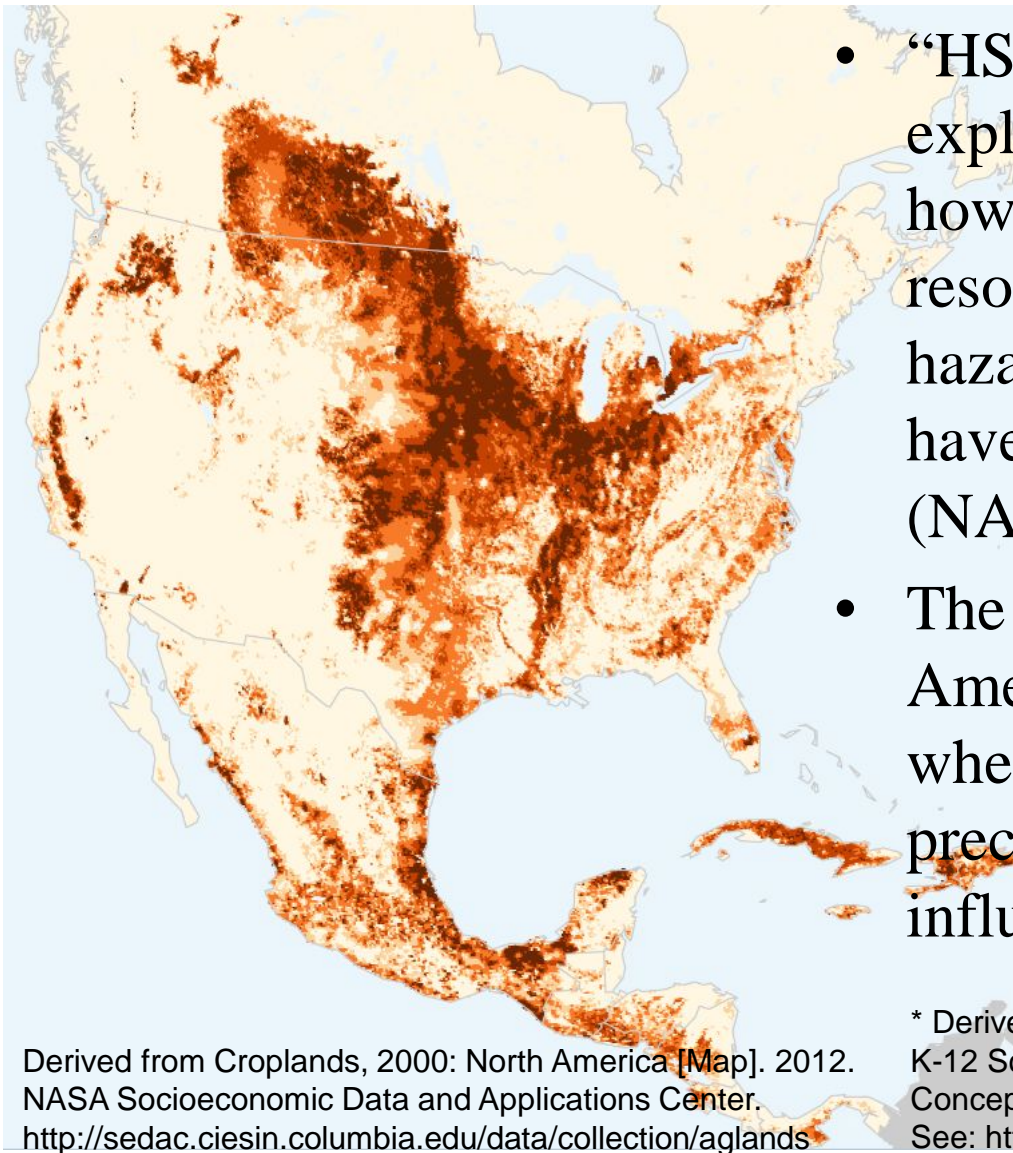 • “HS
expl
how
reso
haza
have
(NA
• The
Ame
whe
prec
influ
* Derive
K-12 Sc
Concep
See: ht
Derived from Croplands, 2000: North America [Map]. 2012.
NASA Socioeconomic Data and Applications Center.
http://sedac.ciesin.columbia.edu/data/collection/aglands